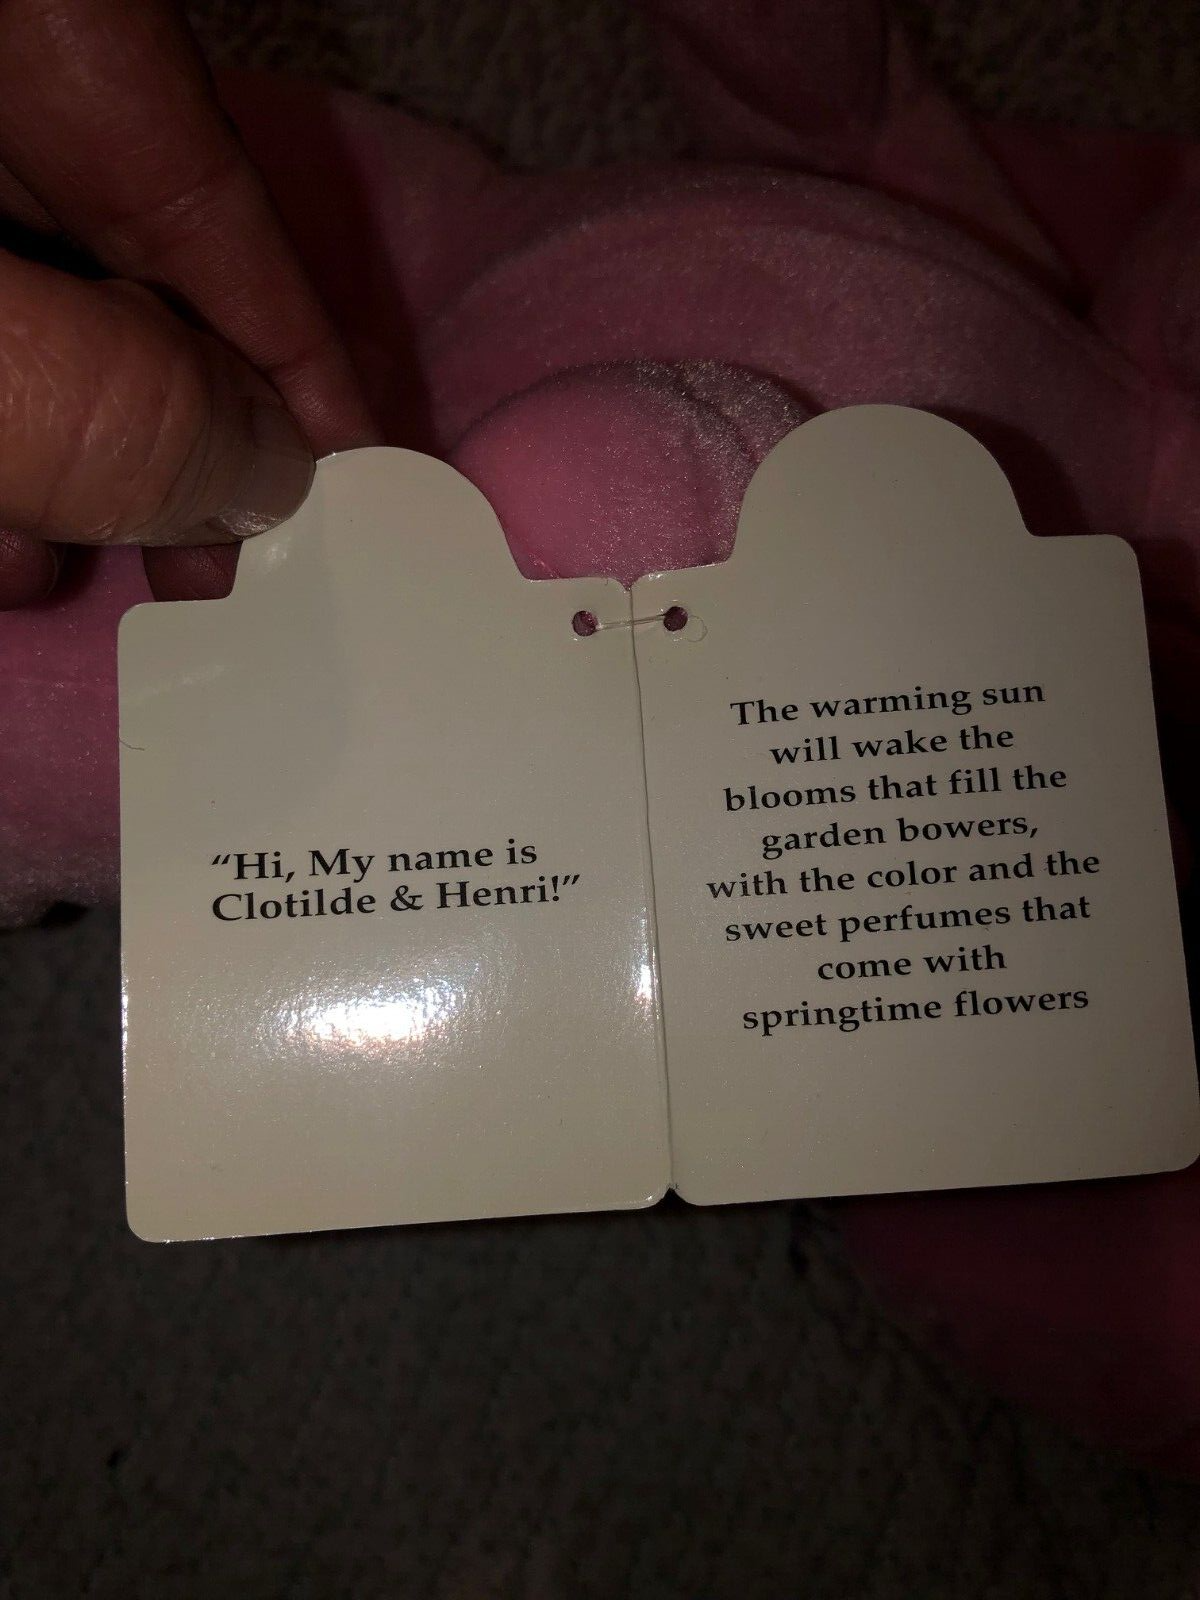 “Hi, My name is
Clotilde & Henri!”
The warming sun
will wake the
blooms that fill the
garden bowers,
with the color and the
sweet perfumes that
come with
springtime flowers